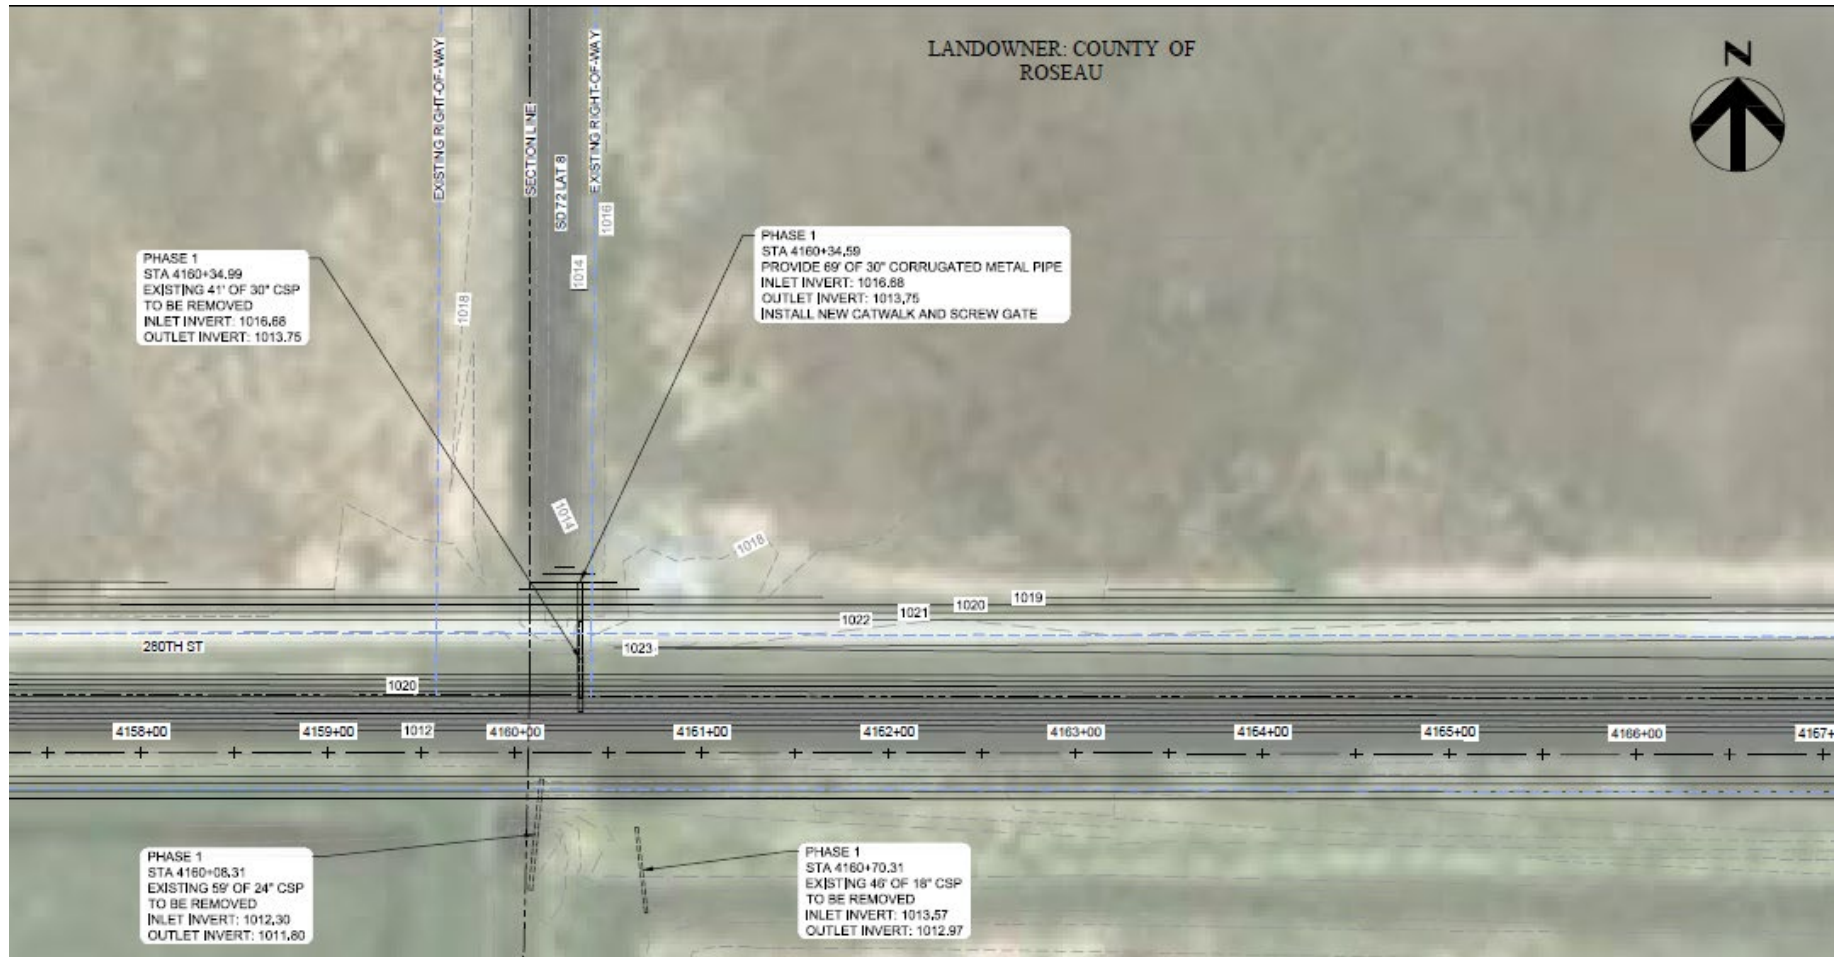 LANDOWNER: COUNTY OF
ROSEAU
N
EXISTING RIGHT-OF-WAY
SECTION LINE
SD 72 LAT 8
EXISTING RIGHT-OF-WAY
1016
1014
1018
PHASE 1
STA 4160+34.99
EXISTING 41' OF 30" CSP
TO BE REMOVED
INLET INVERT: 1016.68
OUTLET INVERT: 1013.75
PHASE 1
STA 4160+34.59
PROVIDE 69' OF 30" CORRUGATED METAL PIPE
INLET INVERT: 1016.68
OUTLET INVERT: 1013.75
INSTALL NEW CATWALK AND SCREW GATE
1014
1018
1019
1020
1021
1022
1023
280TH ST
1020
4158+00
4159+00
1012
4160+00
4161+00
4162+00
4163+00
4164+00
4165+00
4166+00
4167+
PHASE 1
STA 4160+08.31
EXISTING 59' OF 24" CSP
TO BE REMOVED
INLET INVERT: 1012.30
OUTLET INVERT: 1011.80
PHASE 1
STA 4160+70.31
EXISTING 46' OF 18" CSP
TO BE REMOVED
INLET INVERT: 1013.57
OUTLET INVERT: 1012.97